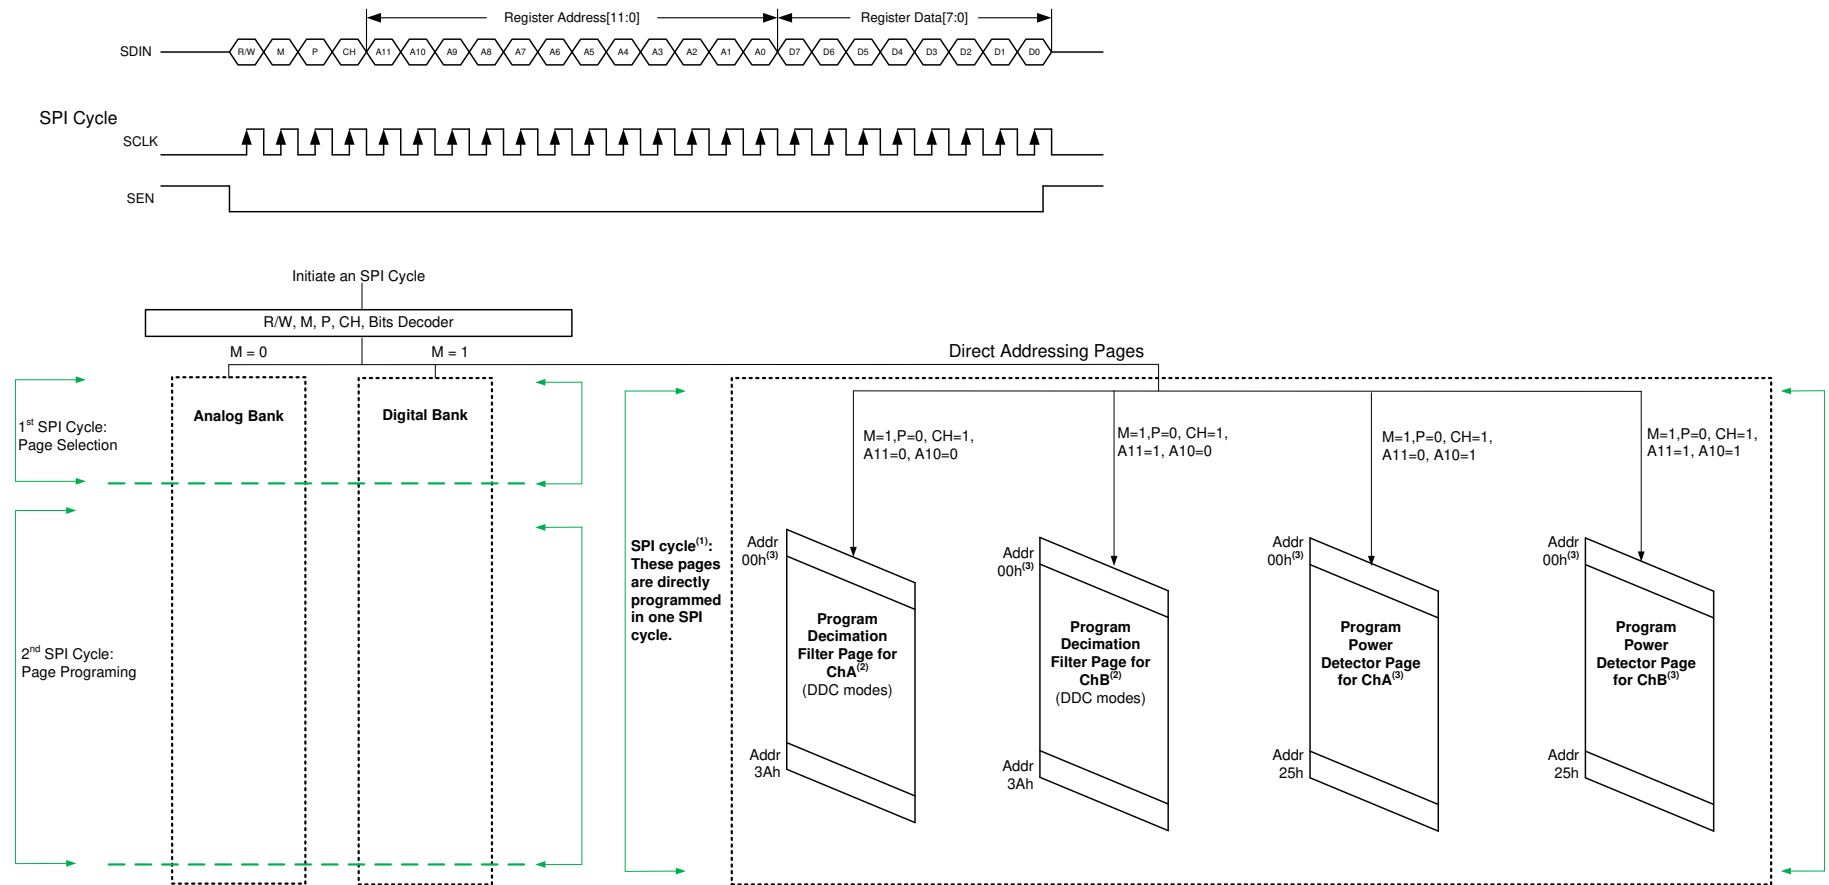 Register Address[11:0]
Register Data[7:0]
SDIN
R/W M P CH A11 A10 A9 A8 A7 A6 A5 A4 A3 A2 A1 A0 D7 D6 D5 D4 D3 D2 D1 D0
SPI Cycle
SCLK
SEN
Initiate an SPI Cycle
R/W, M, P, CH, Bits Decoder
M = 0
M = 1
Direct Addressing Pages
1st SPI Cycle:
Page Selection
2nd SPI Cycle:
Page Programing
Analog Bank
Digital Bank
SPI cycle(1):
These pages
are directly
programmed
in one SPI
cycle.
M=1,P=0, CH=1,
A11=0, A10=0
Addr
00h(3)
Program
Decimation
Filter Page for
ChA(2)
(DDC modes)
Addr
3Ah
M=1,P=0, CH=1,
A11=1, A10=0
Addr
00h(3)
Program
Decimation
Filter Page for
ChB(2)
(DDC modes)
Addr
3Ah
M=1,P=0, CH=1,
A11=0, A10=1
Addr
00h(3)
Program
Power
Detector Page
for ChA(3)
Addr
25h
M=1,P=0, CH=1,
A11=1, A10=1
Addr
00h(3)
Program
Power
Detector Page
for ChB(3)
Addr
25h